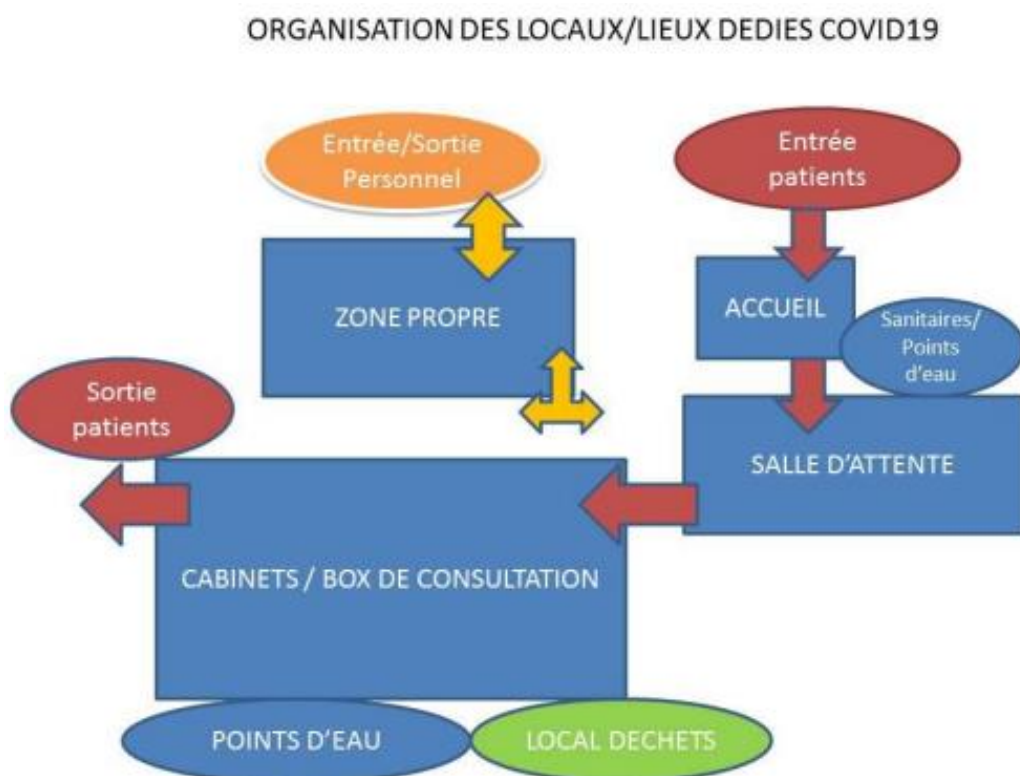 ORGANISATION DES LOCAUX/LIEUX DEDIES COVID19
Entrée/Sortie
Personnel
Entrée
patients
ZONE PROPRE
ACCUEIL
Sanitaires/
Points
d'eau
Sortie
patients
SALLE D'ATTENTE
CABINETS / BOX DE CONSULTATION
POINTS D'EAU
LOCAL DECHETS